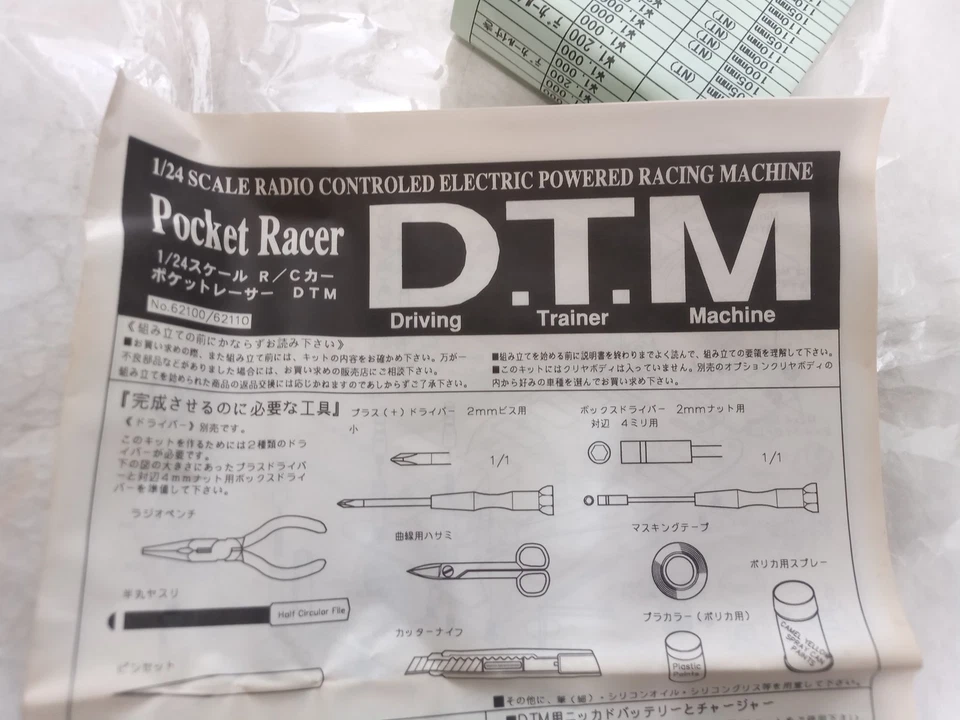 1/24 SCALE RADIO CONTROLED ELECTRIC POWERED RACING MACHINE
Pocket Racer
D.T.M
1/24スケール R/Cカー
ポケットレーサー DTM
No.62100/62110
Driving Trainer Machine
《組み立ての前にかならずお読み下さい》
■お買い求めの際、また組み立て前には、キットの内容をお確かめ下さい。万が一
不良部品などがありました場合には、お買い求めの販売店にご相談下さい。
組み立てを始められた商品の返品交換には応じかねますのであしからずご了承下さい。
■組み立てを始める前に説明書を終わりまでよく読んで、組み立ての要領を理解して下さい。
■このキットにはクリヤボディは入っていません。別売のオプションクリヤボディの
内から好みの車種を選んでお買い求め下さい。
『完成させるのに必要な工具』
《ドライバー》別売です。
このキットを作るためには2種類のドラ
イバーが必要です。
下の図の大きさにあったプラスドライバ
ーと対辺4mmナット用ボックスドライ
バーを準備して下さい。
プラス(+)ドライバー 2mmビス用
小
1/1
ボックスドライバー 2mmナット用
対辺 4ミリ用
1/1
ラジオペンチ
曲線用ハサミ
マスキングテープ
ポリカ用スプレー
CAMEL YELLOW
SPRAY CAN
PAINTS
半丸ヤスリ
Half Circular File
カッターナイフ
プラカラー(ポリカ用)
Plastic
Paints
ピンセット
■その他に、筆(細)・シリコンオイル・シリコングリス等を用意して下さい。
■DTM用ニッカドバッテリーとチャージャー
デカール付き
(NT)
(NT)
(NT)
(NT)
105mm
100mm
110mm
110mm
105mm
110mm